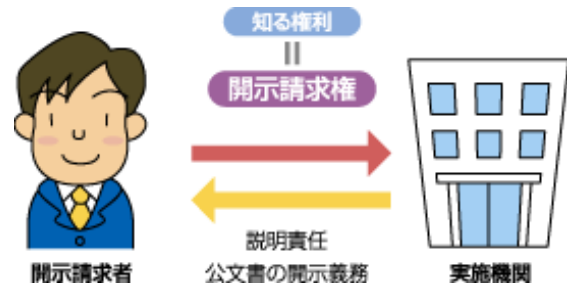 知る権利
=
開示請求権
説明責任
公文書の開示義務
開示請求者
実施機関